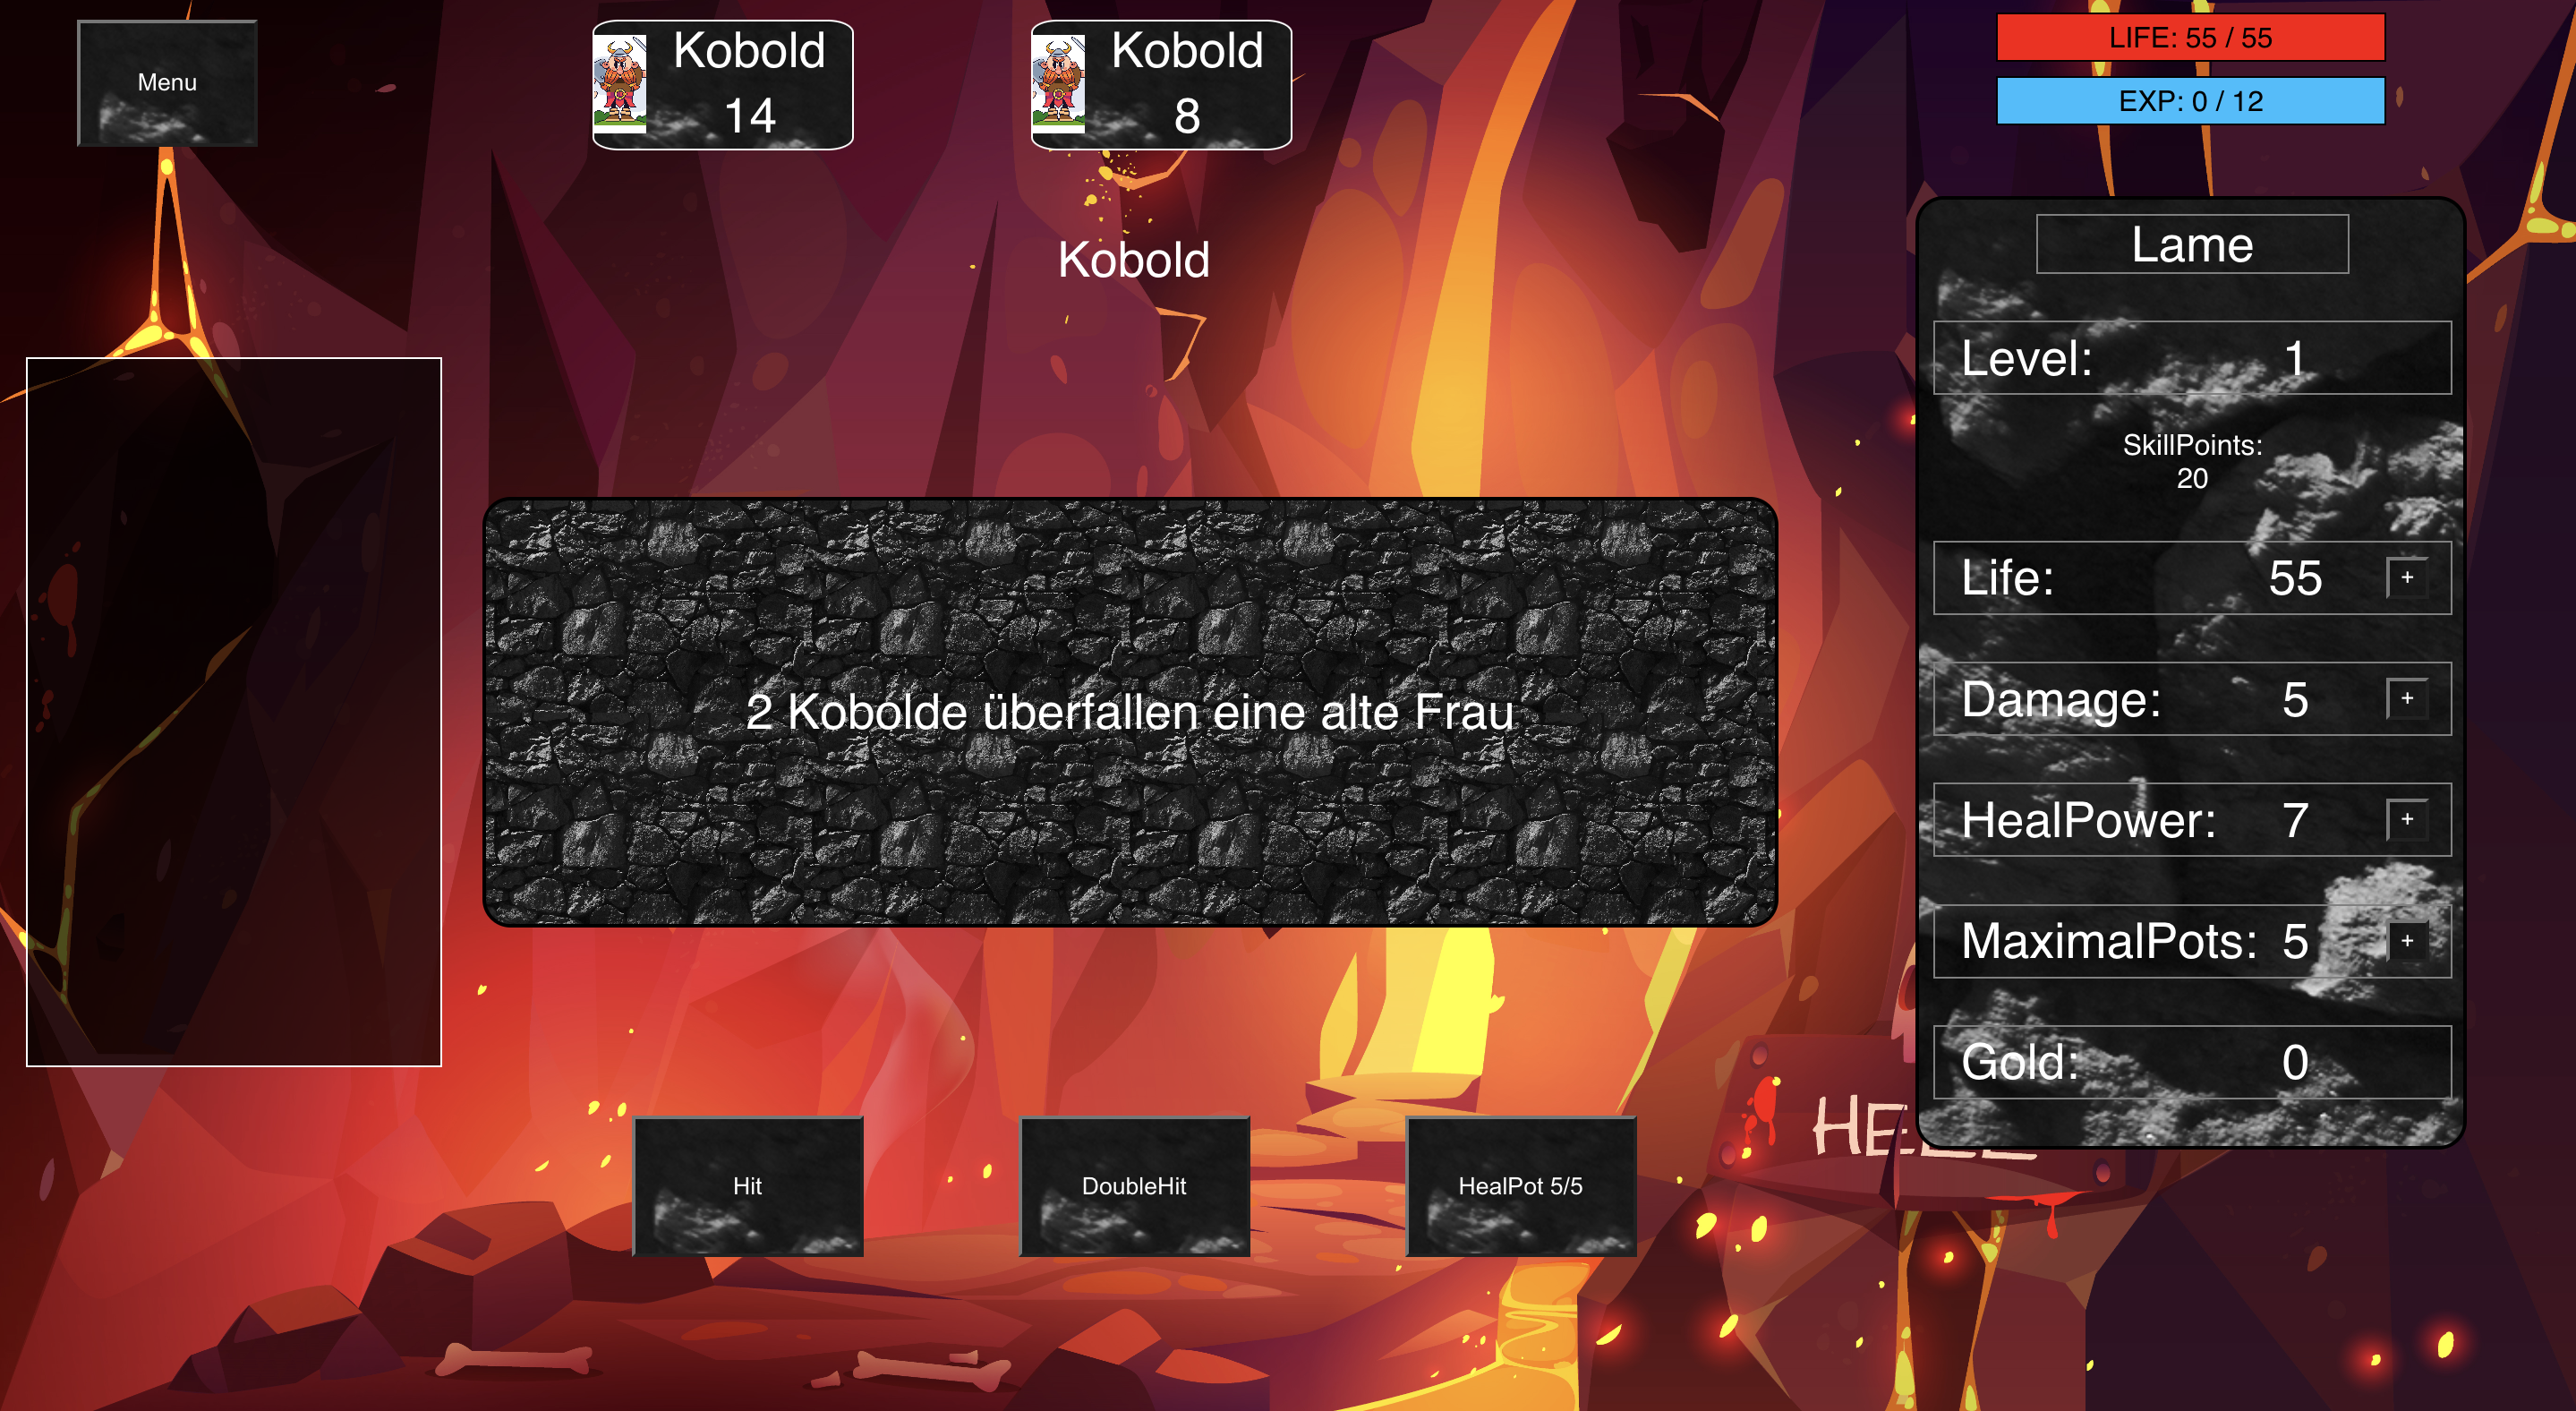 Menu
Kobold
14
Kobold
8
LIFE: 55 / 55
EXP: 0 / 12
Kobold
Lame
Level: 1
SkillPoints:
20
Life: 55 +
Damage: 5 +
HealPower: 7 +
MaximalPots: 5 +
Gold: 0
2 Kobolde überfallen eine alte Frau
Hit
DoubleHit
HealPot 5/5